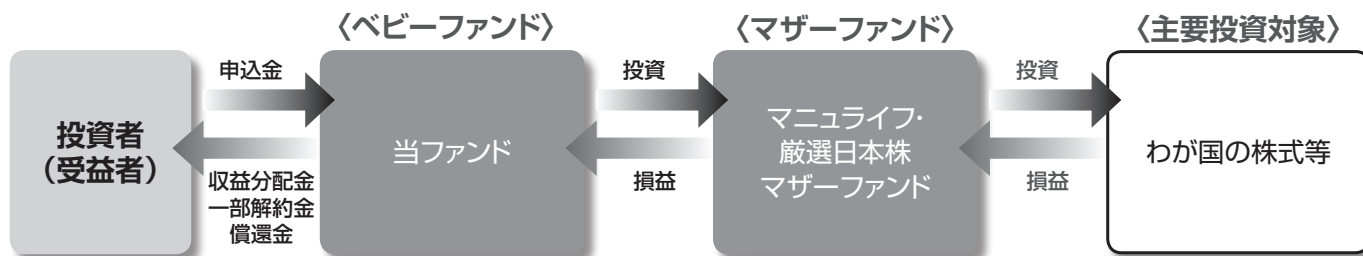 〈ベビーファンド〉
〈マザーファンド〉
〈主要投資対象〉
投資者
（受益者）
申込金
収益分配金
一部解約金
償還金
当ファンド
投資
損益
マニュライフ・
厳選日本株
マザーファンド
投資
損益
わが国の株式等